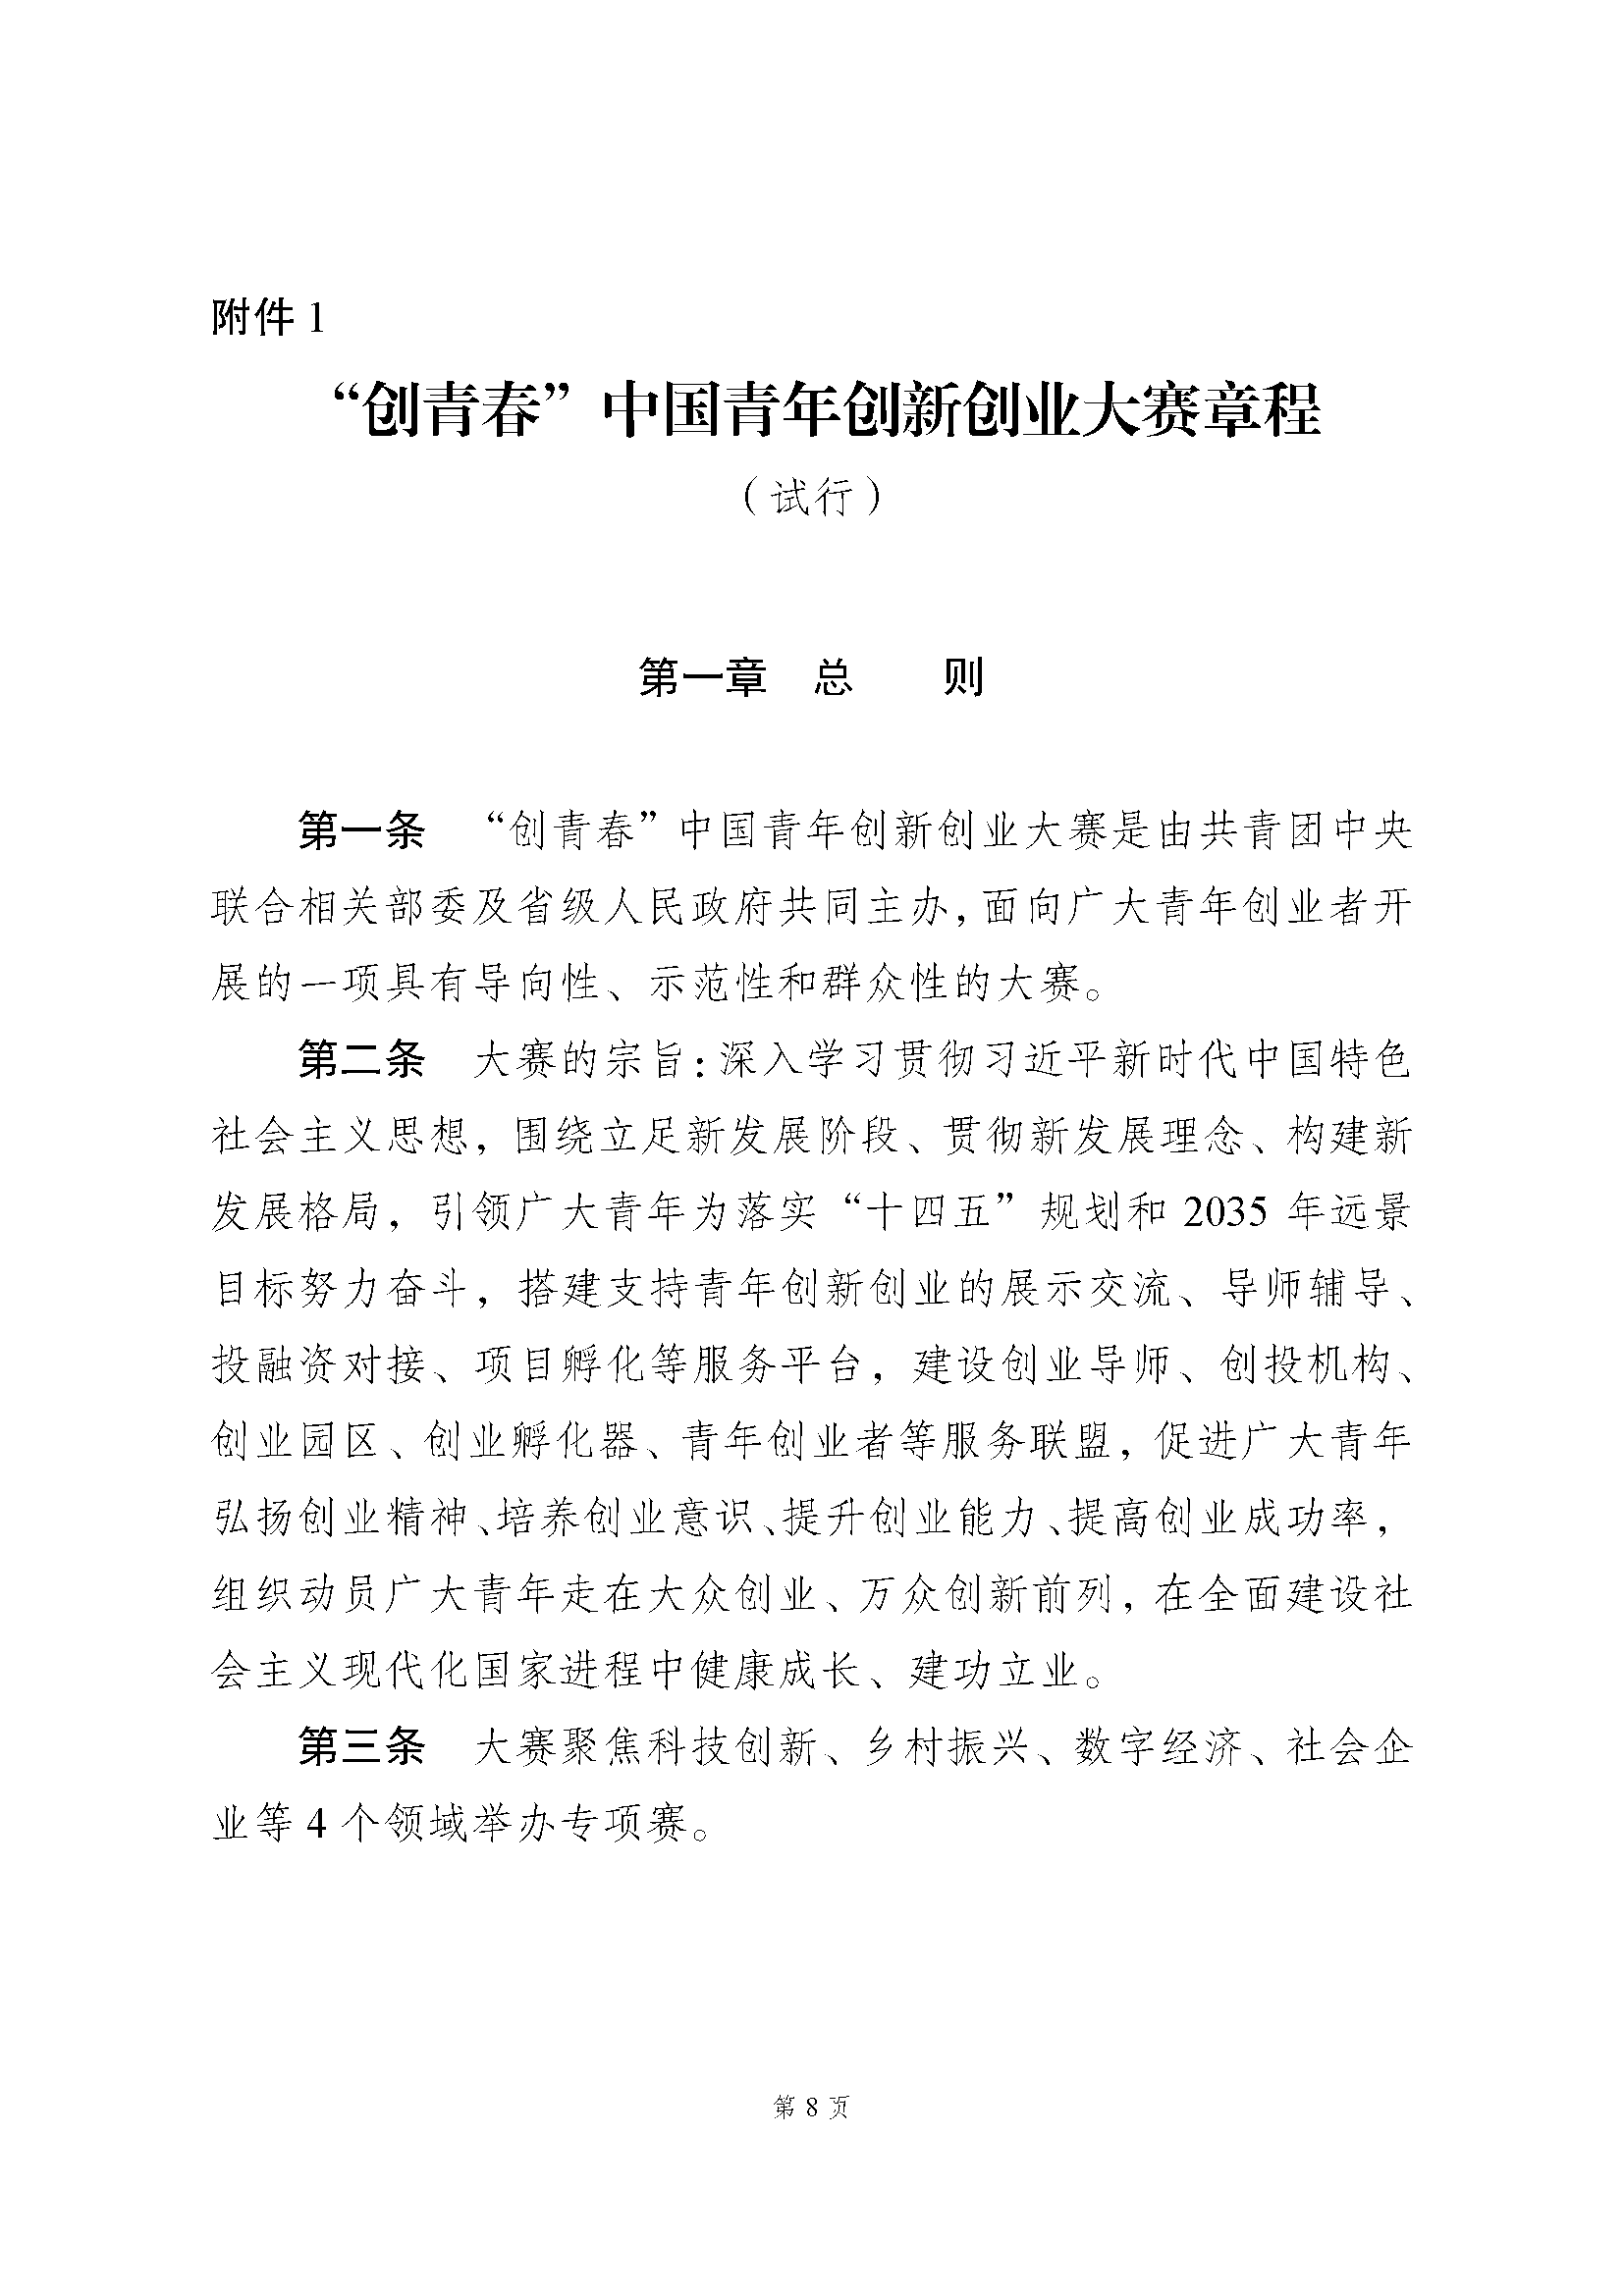 附件 1
“创青春”中国青年创新创业大赛章程
（试行）
第一章　总　　则
第一条　“创青春”中国青年创新创业大赛是由共青团中央
联合相关部委及省级人民政府共同主办，面向广大青年创业者开
展的一项具有导向性、示范性和群众性的大赛。
第二条　大赛的宗旨：深入学习贯彻习近平新时代中国特色
社会主义思想，围绕立足新发展阶段、贯彻新发展理念、构建新
发展格局，引领广大青年为落实“十四五”规划和 2035 年远景
目标努力奋斗，搭建支持青年创新创业的展示交流、导师辅导、
投融资对接、项目孵化等服务平台，建设创业导师、创投机构、
创业园区、创业孵化器、青年创业者等服务联盟，促进广大青年
弘扬创业精神、培养创业意识、提升创业能力、提高创业成功率，
组织动员广大青年走在大众创业、万众创新前列，在全面建设社
会主义现代化国家进程中健康成长、建功立业。
第三条　大赛聚焦科技创新、乡村振兴、数字经济、社会企
业等 4 个领域举办专项赛。
第 8 页